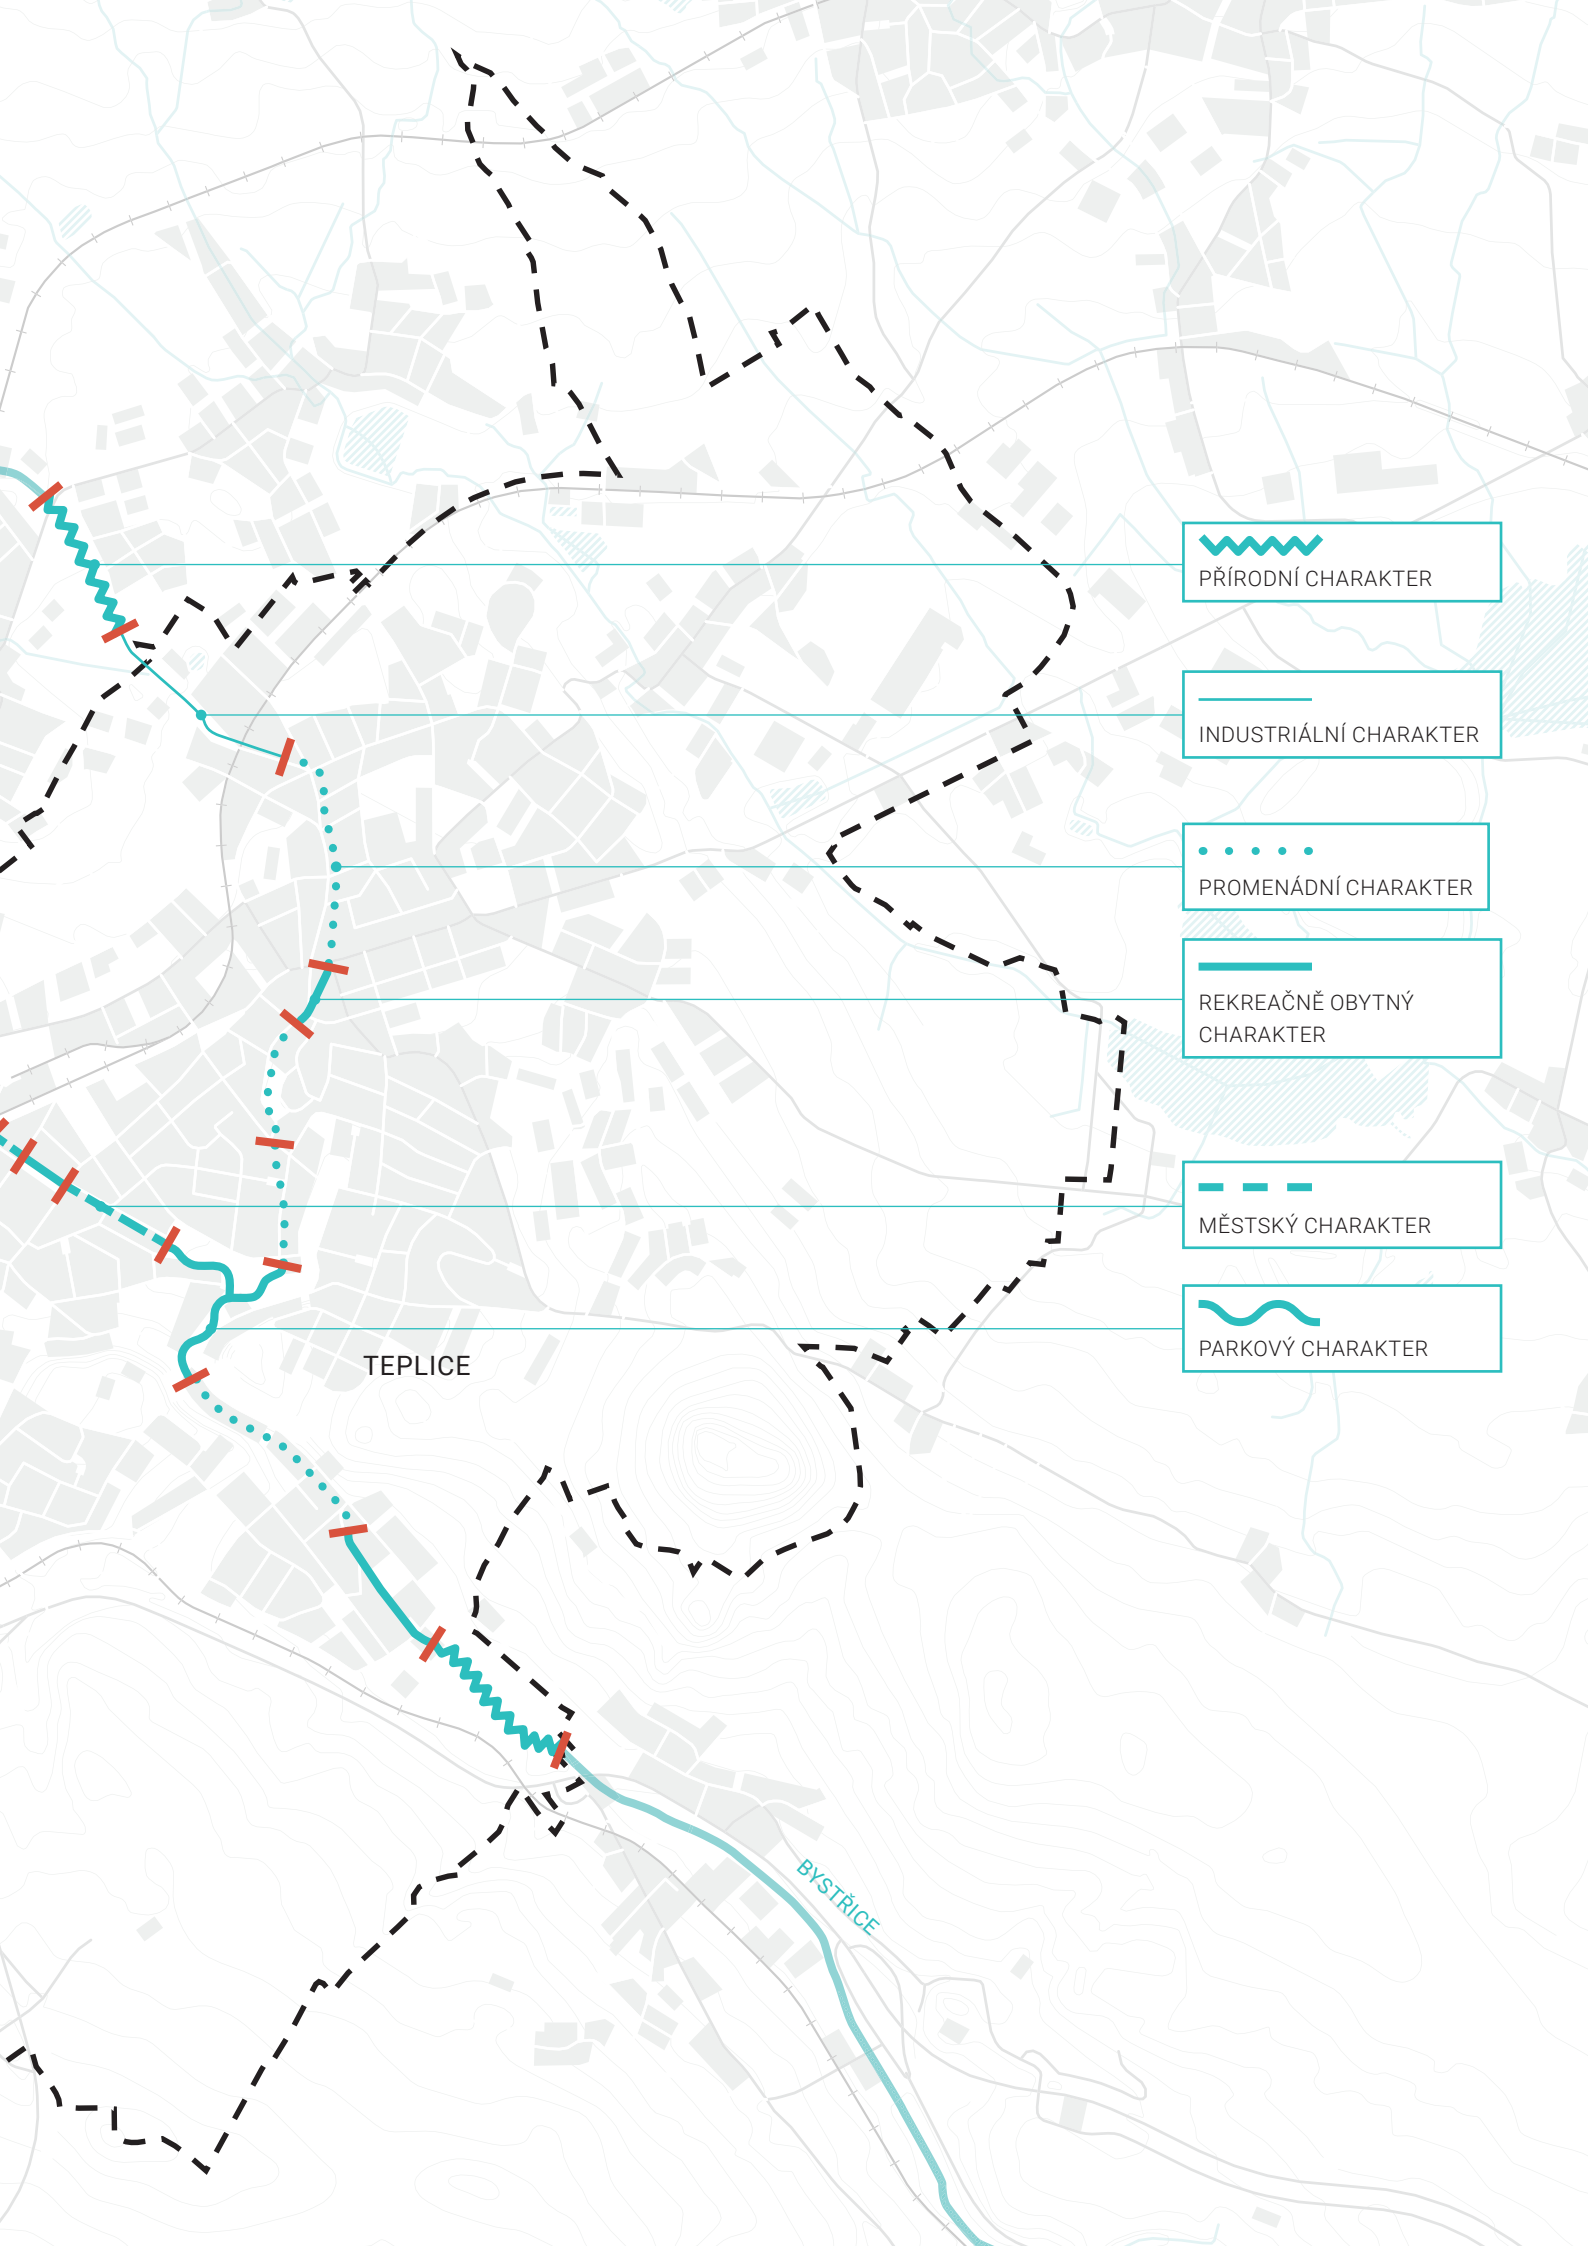 PŘÍRODNÍ CHARAKTER
INDUSTRIÁLNÍ CHARAKTER
PROMENÁDNÍ CHARAKTER
REKREAČNĚ OBYTNÝ
CHARAKTER
MĚSTSKÝ CHARAKTER
PARKOVÝ CHARAKTER
TEPLICE
BYSTŘICE